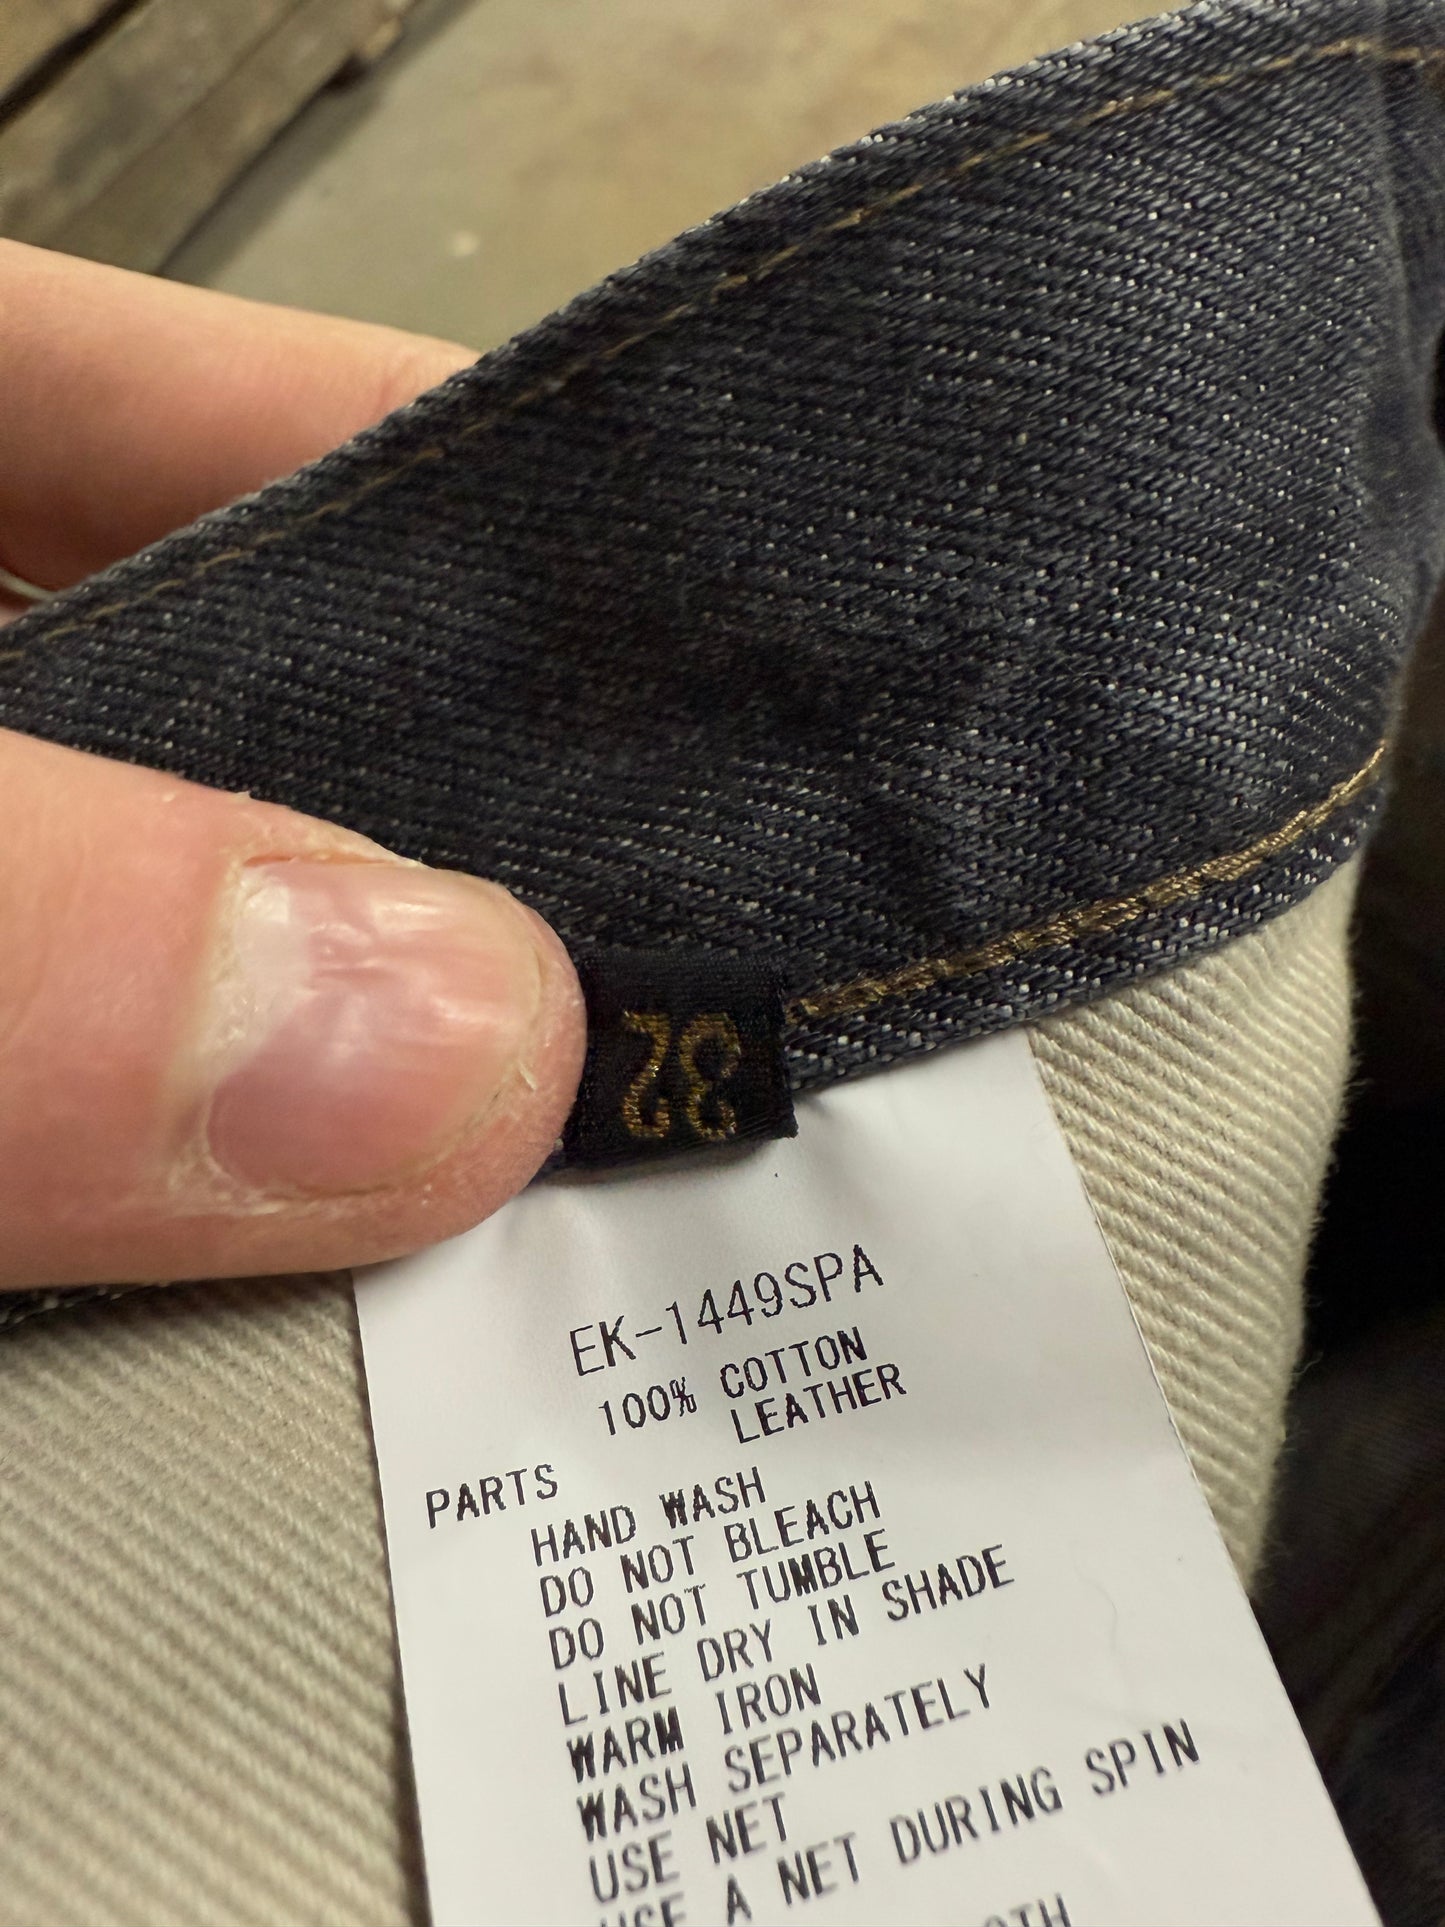 32
EK-1449SPA
100% COTTON
LEATHER
PARTS
HAND WASH
DO NOT BLEACH
DO NOT TUMBLE
LINE DRY IN SHADE
WARM IRON
WASH SEPARATELY
USE NET
USE A NET DURING SPIN